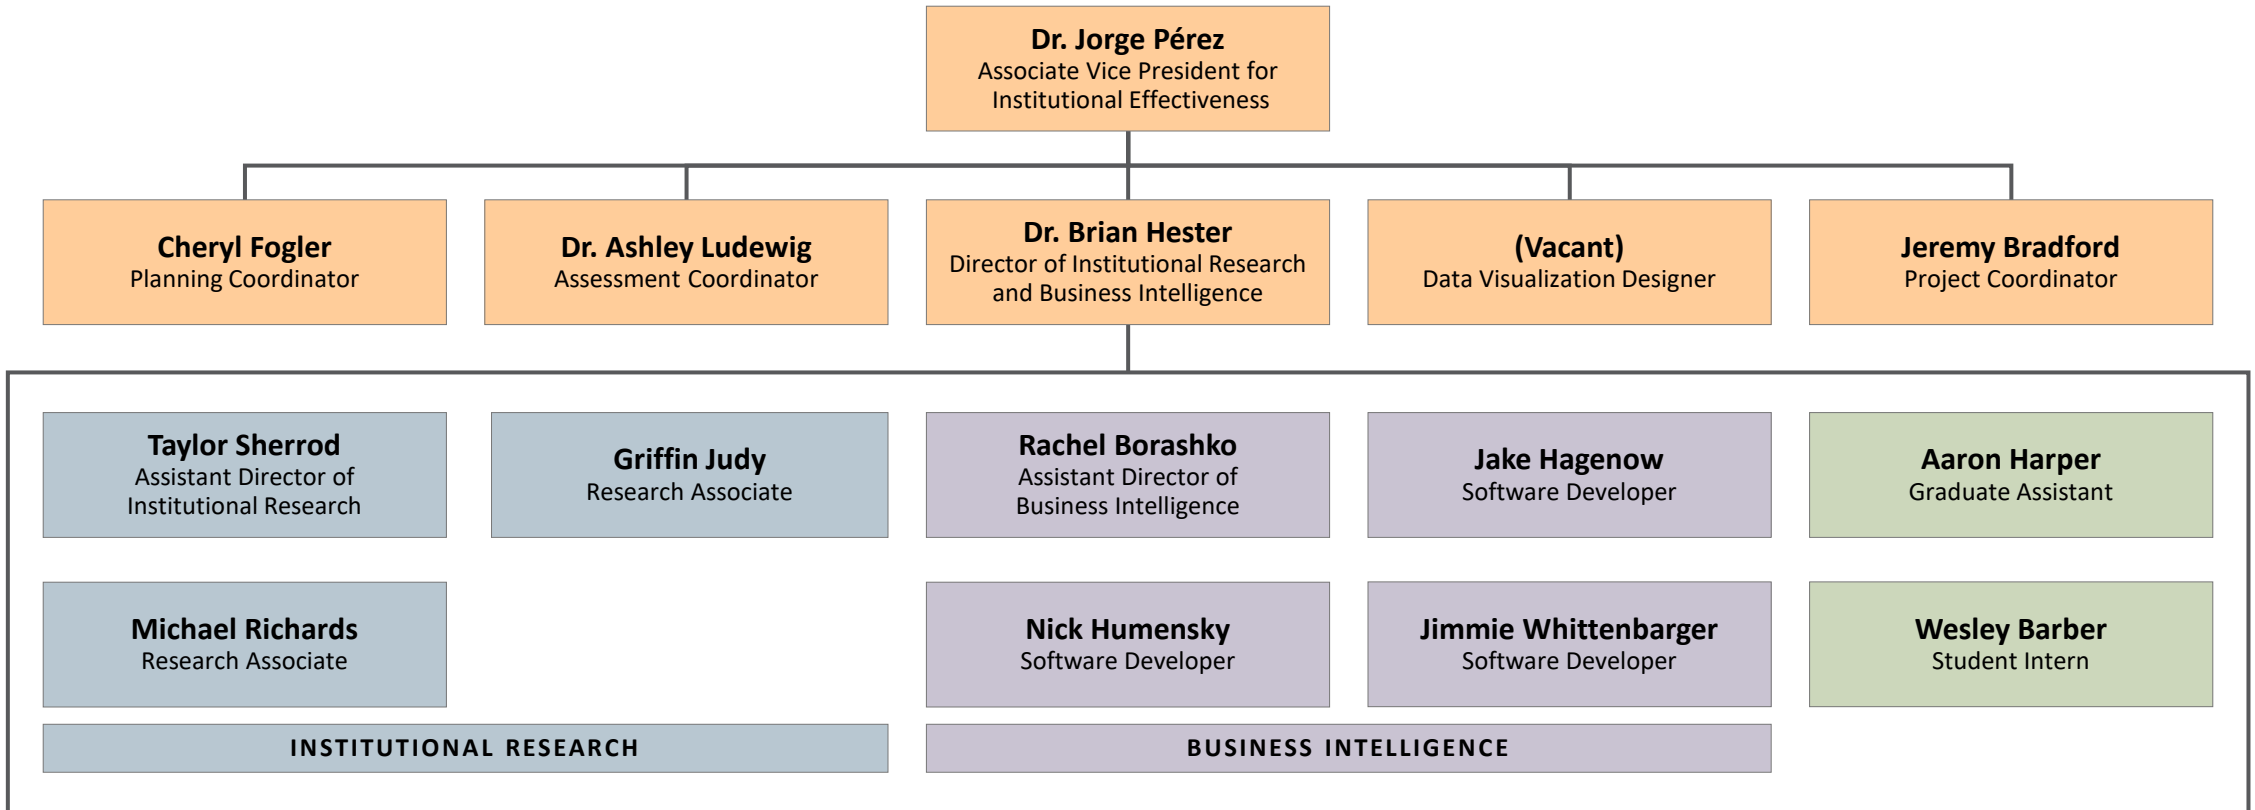 Dr. Jorge Pérez
Associate Vice President for
Institutional Effectiveness
Cheryl Fogler
Planning Coordinator
Dr. Ashley Ludewig
Assessment Coordinator
Dr. Brian Hester
Director of Institutional Research
and Business Intelligence
(Vacant)
Data Visualization Designer
Jeremy Bradford
Project Coordinator
Taylor Sherrod
Assistant Director of
Institutional Research
Griffin Judy
Research Associate
Rachel Borashko
Assistant Director of
Business Intelligence
Jake Hagenow
Software Developer
Aaron Harper
Graduate Assistant
Michael Richards
Research Associate
Nick Humensky
Software Developer
Jimmie Whittenbarger
Software Developer
Wesley Barber
Student Intern
INSTITUTIONAL RESEARCH
BUSINESS INTELLIGENCE